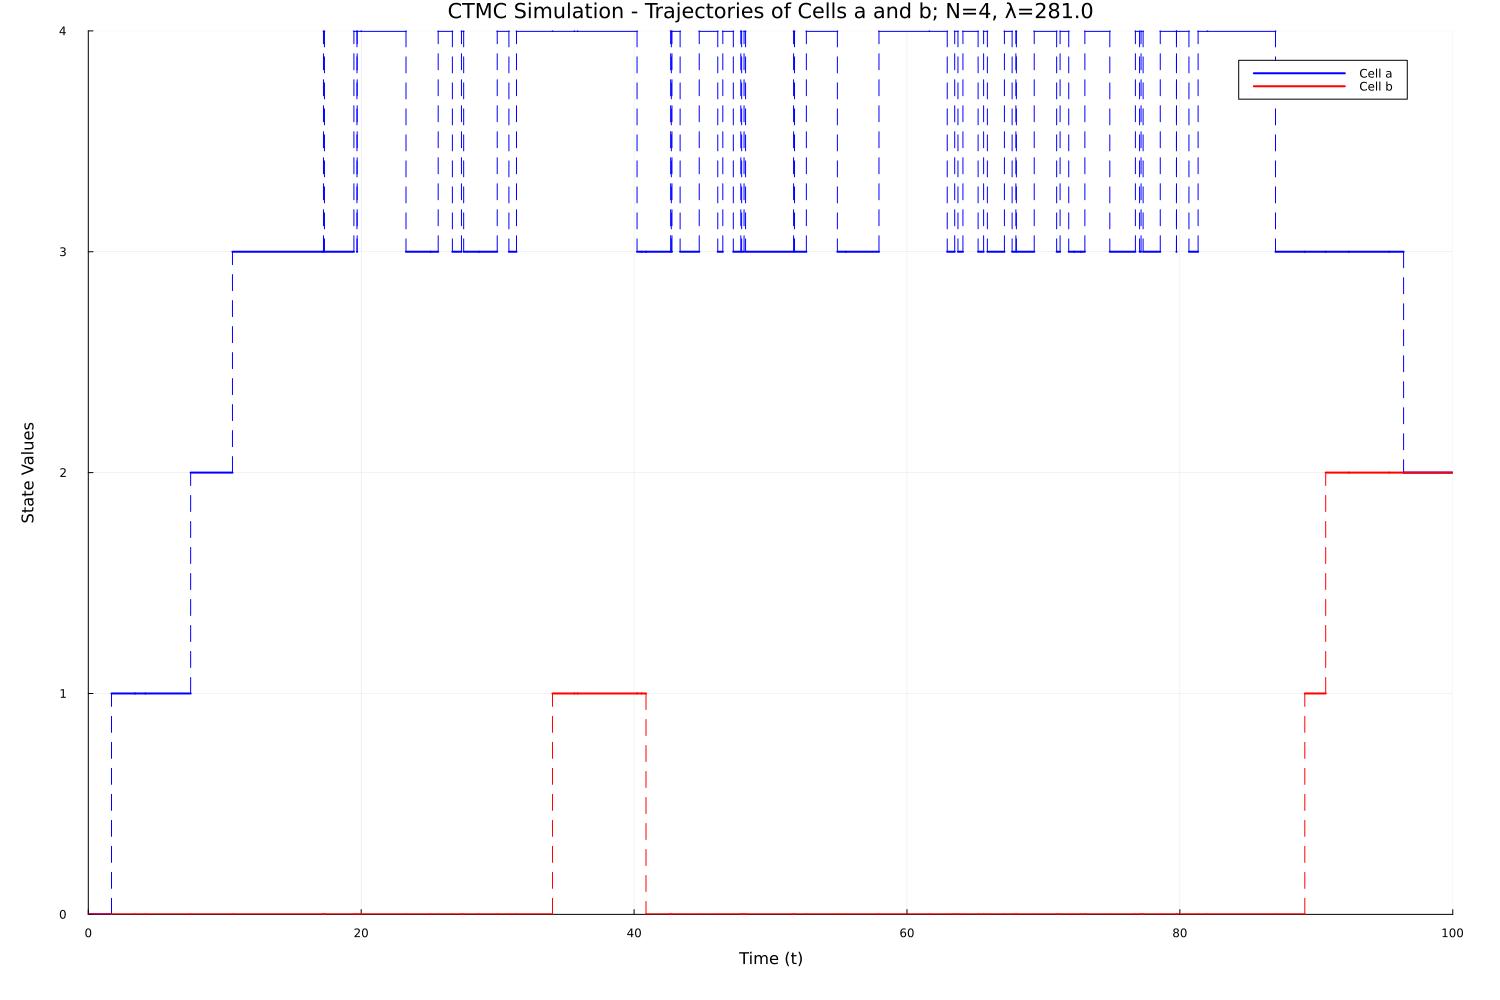 CTMC Simulation - Trajectories of Cells a and b; N=4, λ=281.0
4
Cell a
Cell b
3
State Values
2
1
0
0 20 40 60 80 100
Time (t)